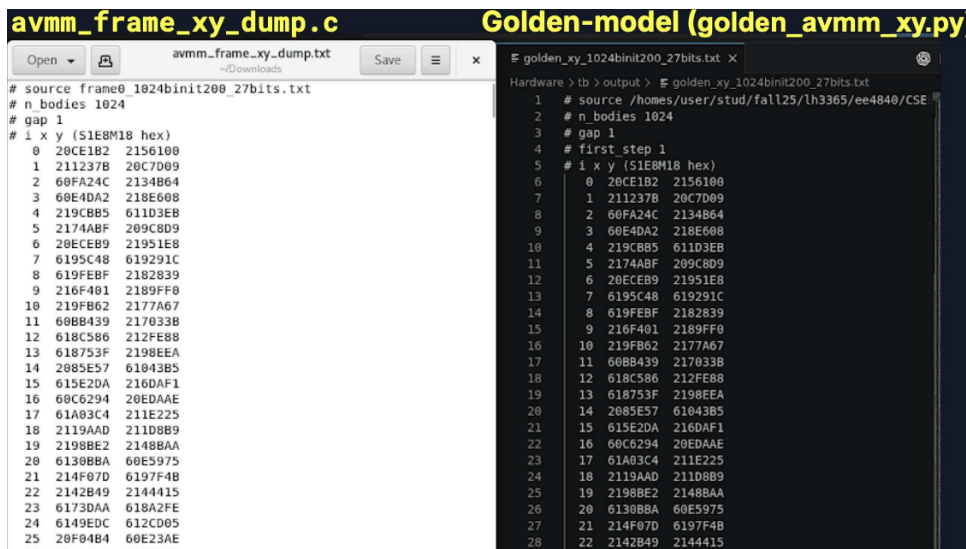 avmm_frame_xy_dump.c
Golden-model (golden_avmm_xy.py
Open
avmm_frame_xy_dump.txt
~/Downloads
Save
# source frame0_1024binit200_27bits.txt
# n_bodies 1024
# gap 1
# i x y (S1E8M18 hex)
0 20CE1B2 2156100
1 211237B 20C7D09
2 60FA24C 2134B64
3 60E4DA2 218E608
4 219CBB5 611D3EB
5 2174ABF 209C8D9
6 20ECEB9 21951E8
7 6195C48 619291C
8 619FEBF 2182839
9 216F401 2189FF0
10 219FB62 2177A67
11 60BB439 217033B
12 618C586 212FE88
13 618753F 2198EEA
14 2085E57 61043B5
15 615E2DA 216DAF1
16 60C6294 20EDAAE
17 61A03C4 211E225
18 2119AAD 211D8B9
19 2198BE2 2148BAA
20 6130BBA 60E5975
21 214F07D 6197F4B
22 2142B49 2144415
23 6173DAA 618A2FE
24 6149EDC 612CD05
25 20F04B4 60E23AE
golden_xy_1024binit200_27bits.txt
Hardware > tb > output > golden_xy_1024binit200_27bits.txt
1 # source /homes/user/stud/fall25/lh3365/ee4840/CSE
2 # n_bodies 1024
3 # gap 1
4 # first_step 1
5 # i x y (S1E8M18 hex)
6 0 20CE1B2 2156100
7 1 211237B 20C7D09
8 2 60FA24C 2134B64
9 3 60E4DA2 218E608
10 4 219CBB5 611D3EB
11 5 2174ABF 209C8D9
12 6 20ECEB9 21951E8
13 7 6195C48 619291C
14 8 619FEBF 2182839
15 9 216F401 2189FF0
16 10 219FB62 2177A67
17 11 60BB439 217033B
18 12 618C586 212FE88
19 13 618753F 2198EEA
20 14 2085E57 61043B5
21 15 615E2DA 216DAF1
22 16 60C6294 20EDAAE
23 17 61A03C4 211E225
24 18 2119AAD 211D8B9
25 19 2198BE2 2148BAA
26 20 6130BBA 60E5975
27 21 214F07D 6197F4B
28 22 2142B49 2144415